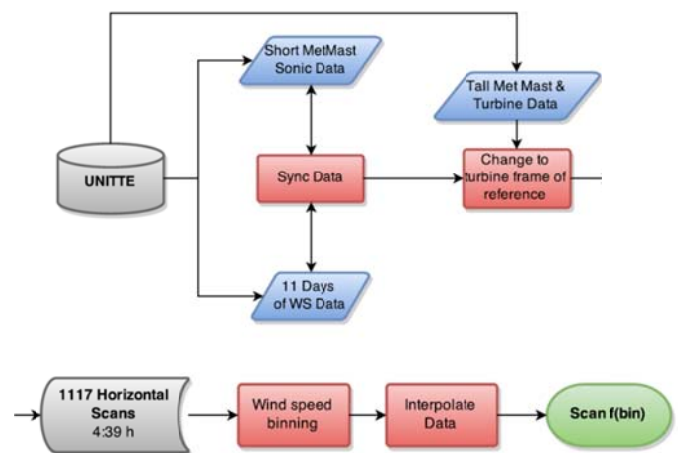 Short MetMast
Sonic Data
Tall Met Mast &
Turbine Data
UNITTE
Sync Data
Change to
turbine frame of
reference
11 Days
of WS Data
1117 Horizontal
Scans
4:39 h
Wind speed
binning
Interpolate
Data
Scan f(bin)